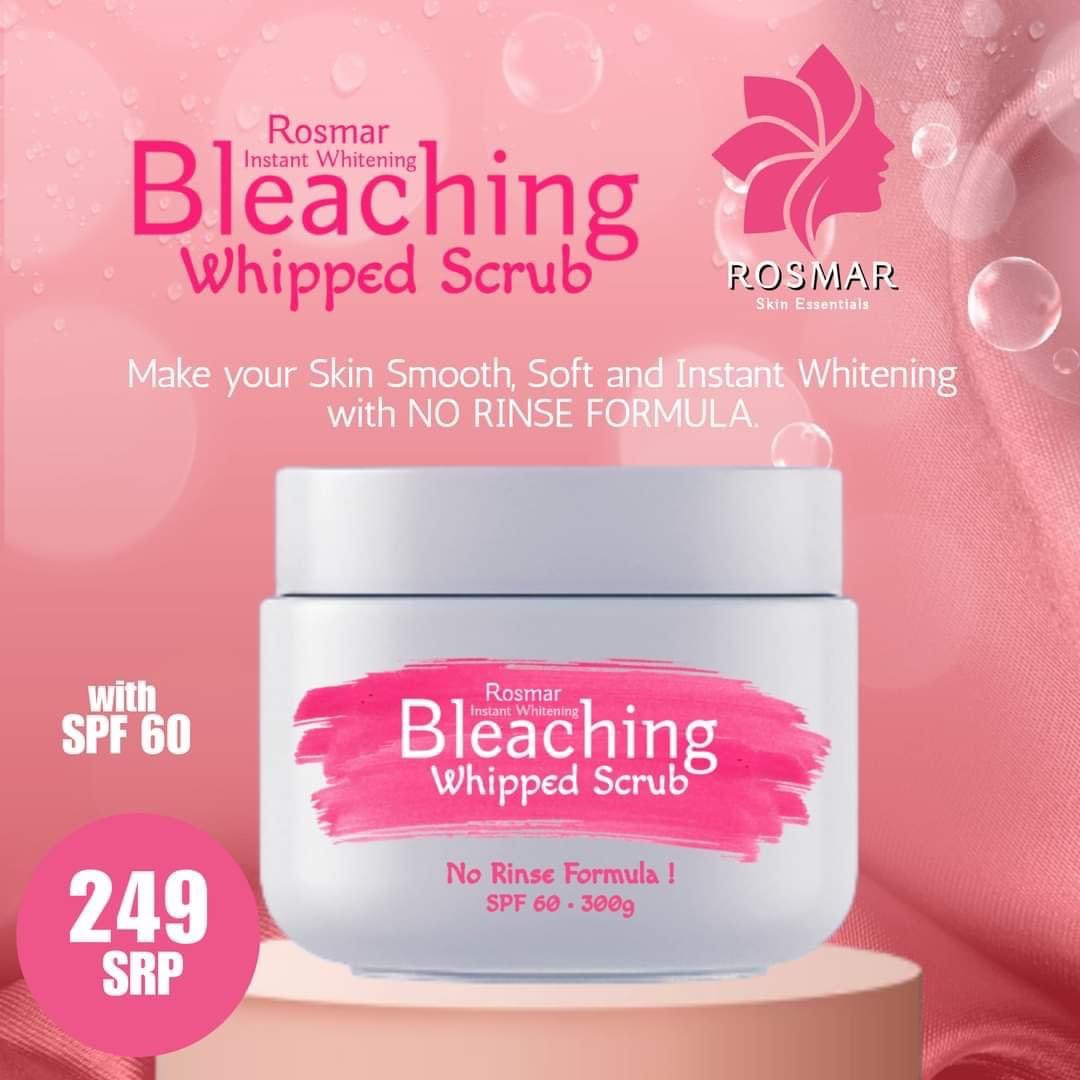 Rosmar
Instant Whitening
Bleaching
Whipped Scrub
ROSMAR
Skin Essentials
Make your Skin Smooth, Soft and Instant Whitening
with NO RINSE FORMULA.
with
SPF 60
249
SRP
Rosmar
Instant Whitening
Bleaching
Whipped Scrub
No Rinse Formula !
SPF 60 • 300g